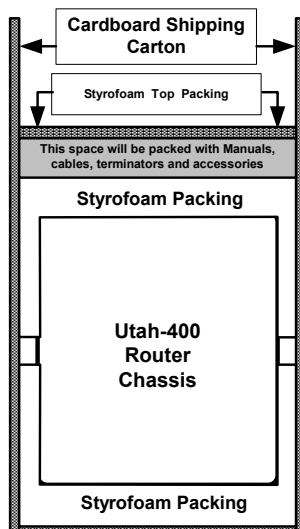 Cardboard Shipping
Carton
Styrofoam Top Packing
This space will be packed with Manuals,
cables, terminators and accessories
Styrofoam Packing
Utah-400
Router
Chassis
Styrofoam Packing